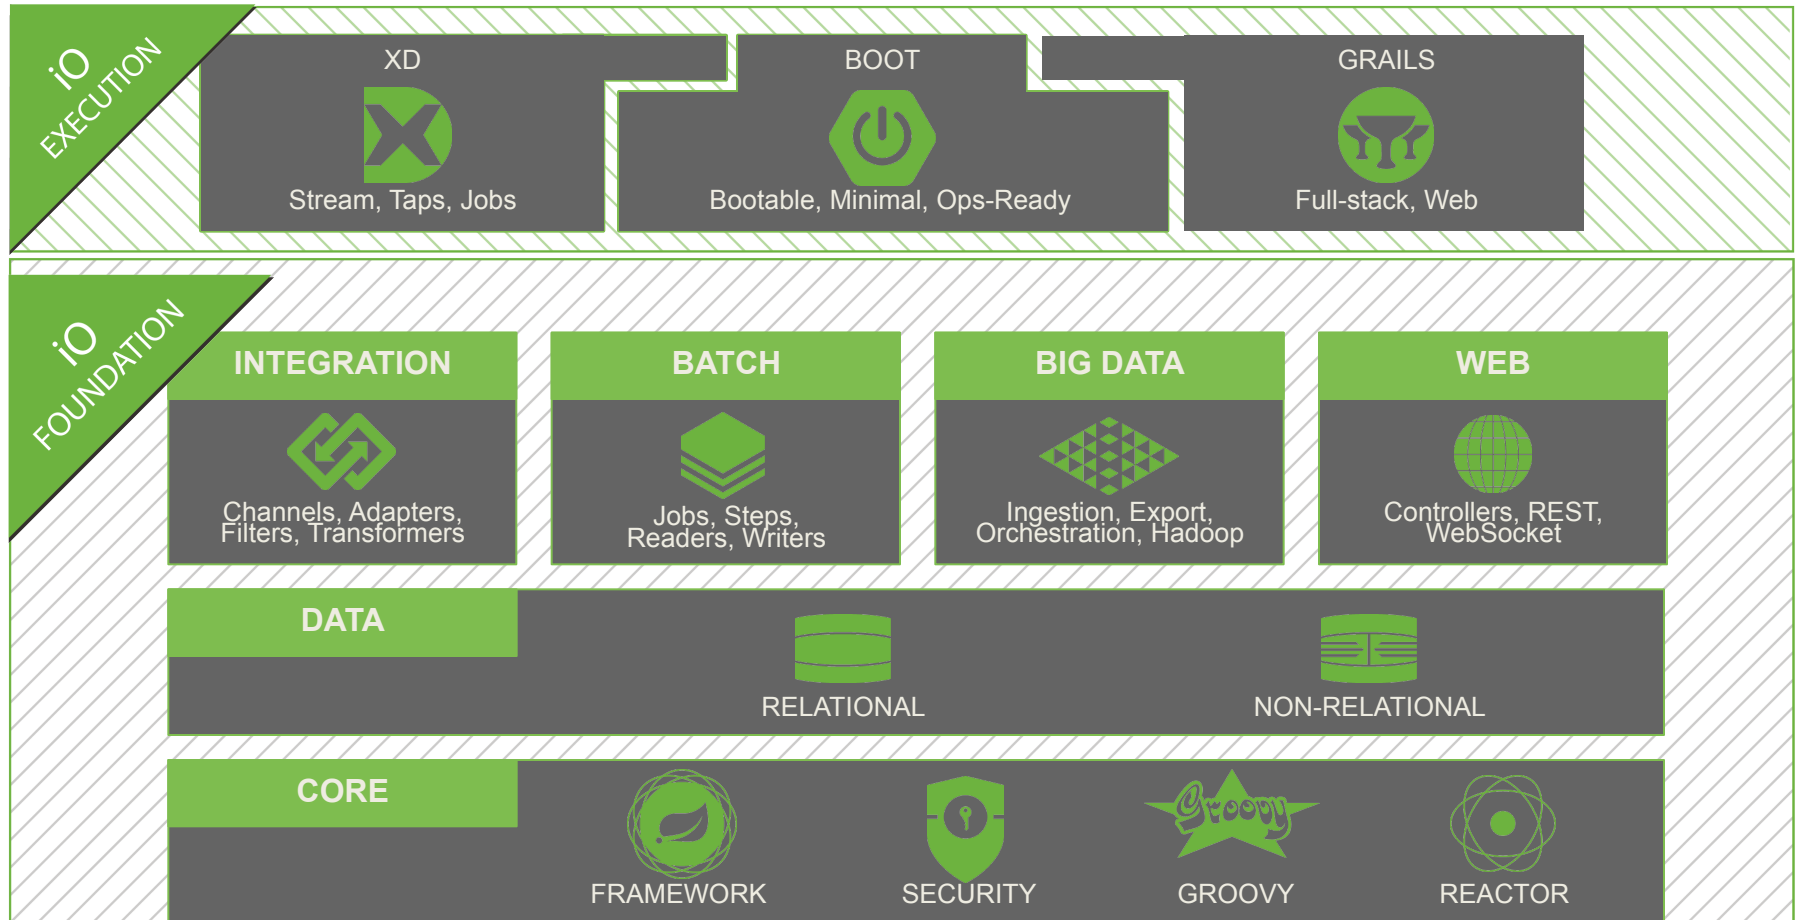 iO
EXECUTION
XD
Stream, Taps, Jobs
BOOT
Bootable, Minimal, Ops-Ready
GRAILS
Full-stack, Web
iO
FOUNDATION
INTEGRATION
Channels, Adapters,
Filters, Transformers
BATCH
Jobs, Steps,
Readers, Writers
BIG DATA
Ingestion, Export,
Orchestration, Hadoop
WEB
Controllers, REST,
WebSocket
DATA
RELATIONAL
NON-RELATIONAL
CORE
FRAMEWORK
SECURITY
Groovy
GROOVY
REACTOR